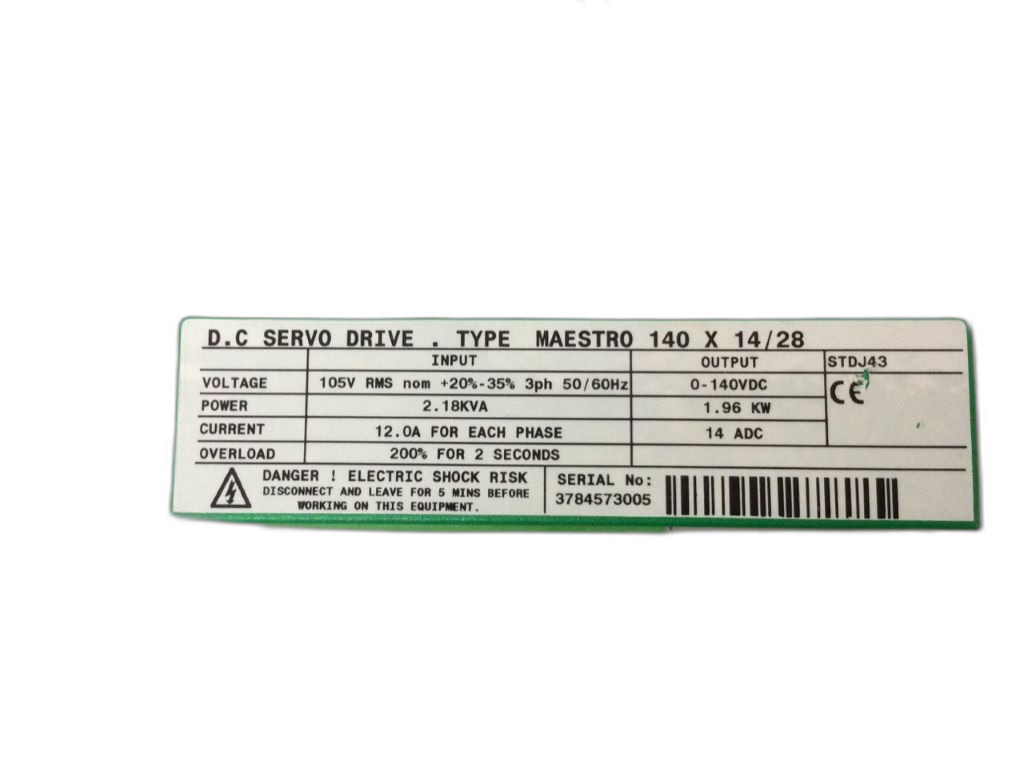 D.C SERVO DRIVE . TYPE MAESTRO 140 X 14/28
INPUT OUTPUT STDJ43
VOLTAGE 105V RMS nom +20%-35% 3ph 50/60Hz 0-140VDC CE
POWER 2.18KVA 1.96 KW
CURRENT 12.0A FOR EACH PHASE 14 ADC
OVERLOAD 200% FOR 2 SECONDS
DANGER ! ELECTRIC SHOCK RISK
DISCONNECT AND LEAVE FOR 5 MINS BEFORE
WORKING ON THIS EQUIPMENT.
SERIAL No:
3784573005